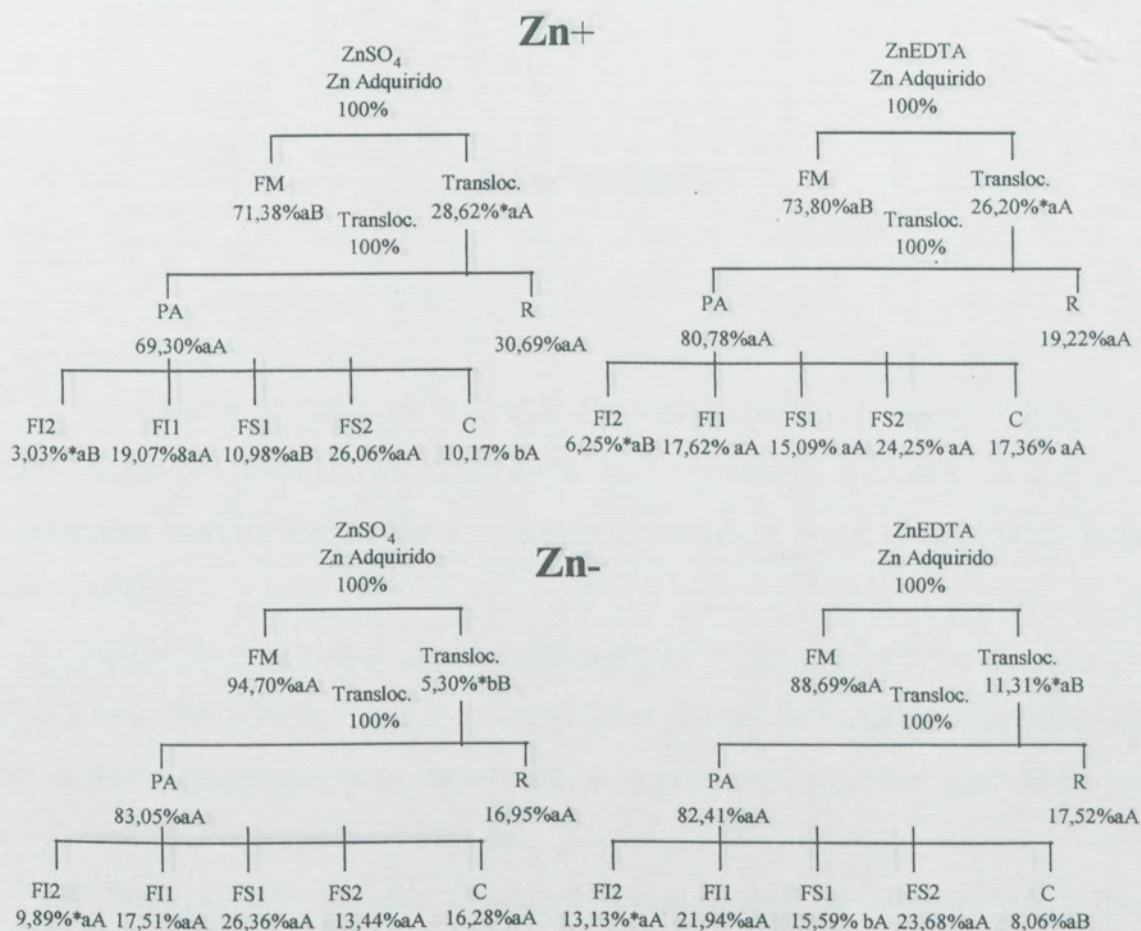 Zn+
ZnSO4 ZnEDTA
Zn Adquirido Zn Adquirido
100% 100%
FM Transloc. FM Transloc.
71,38%aB 28,62%*aA 73,80%aB 26,20%*aA
Transloc. Transloc.
100% 100%
PA R PA R
69,30%aA 30,69%aA 80,78%aA 19,22%aA
FI2 FI1 FS1 FS2 C FI2 FI1 FS1 FS2 C
3,03%*aB 19,07%8aA 10,98%aB 26,06%aA 10,17% bA 6,25%*aB 17,62% aA 15,09% aA 24,25% aA 17,36% aA
Zn-
ZnSO4 ZnEDTA
Zn Adquirido Zn Adquirido
100% 100%
FM Transloc. FM Transloc.
94,70%aA 5,30%*bB 88,69%aA 11,31%*aB
Transloc. Transloc.
100% 100%
PA R PA R
83,05%aA 16,95%aA 82,41%aA 17,52%aA
FI2 FI1 FS1 FS2 C FI2 FI1 FS1 FS2 C
9,89%*aA 17,51%aA 26,36%aA 13,44%aA 16,28%aA 13,13%*aA 21,94%aA 15,59% bA 23,68%aA 8,06%aB